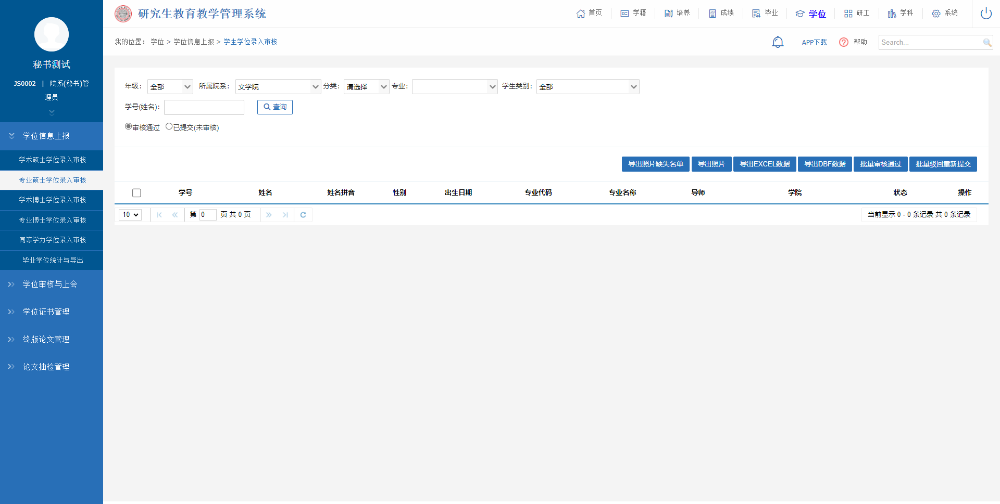 秘书测试
JS0002 | 院系(秘书)管
理员
学位信息上报
学术硕士学位录入审核
专业硕士学位录入审核
学术博士学位录入审核
专业博士学位录入审核
同等学力学位录入审核
毕业学位统计与导出
学位审核与上会
学位证书管理
终版论文管理
论文抽检管理
研究生教育教学管理系统
首页 学籍 培养 成绩 毕业 学位 研工 学科 系统
我的位置： 学位 > 学位信息上报 > 学生学位录入审核
APP下载 帮助 Search...
年级： 全部 所属院系： 文学院 分类： 请选择 专业： 学生类别： 全部
学号(姓名)： 查询
审核通过 已提交(未审核)
导出照片缺失名单 导出照片 导出EXCEL数据 导出DBF数据 批量审核通过 批量驳回重新提交
学号 姓名 姓名拼音 性别 出生日期 专业代码 专业名称 导师 学院 状态 操作
10 第 0 页 共 0 页 当前显示 0 - 0 条记录 共 0 条记录